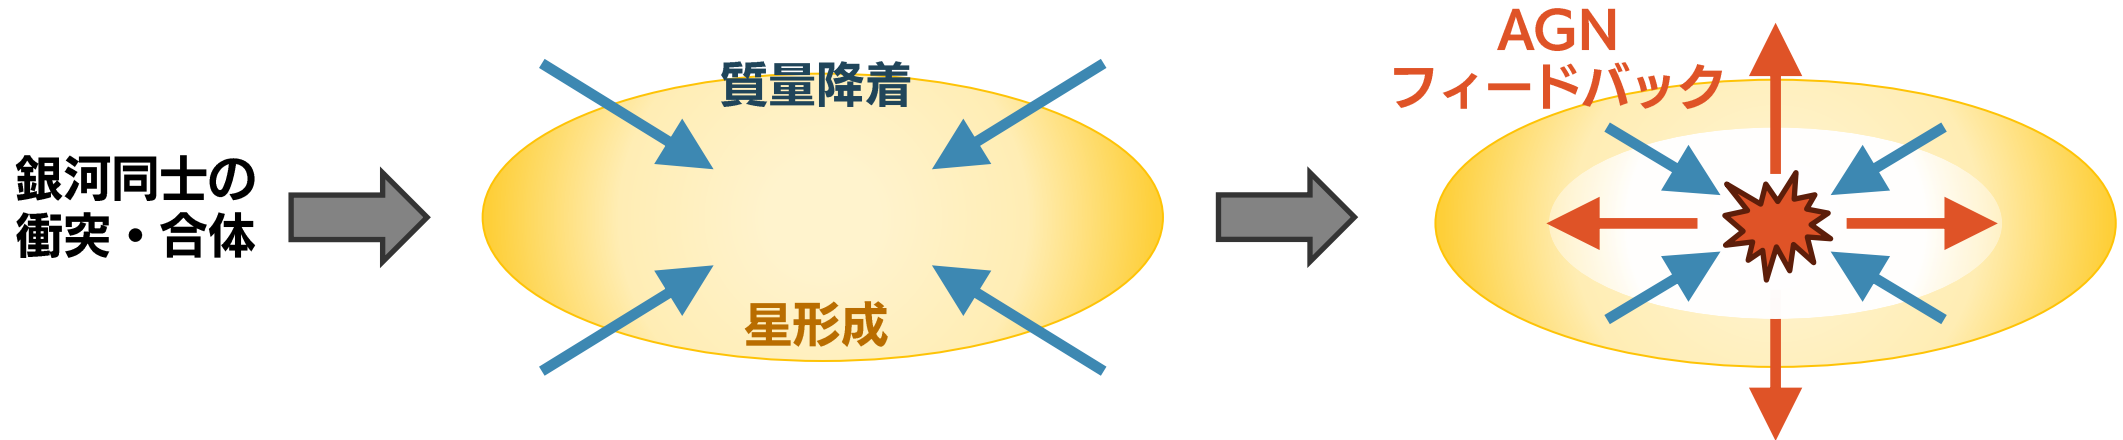 銀河同士の
衝突・合体
質量降着
星形成
AGN
フィードバック